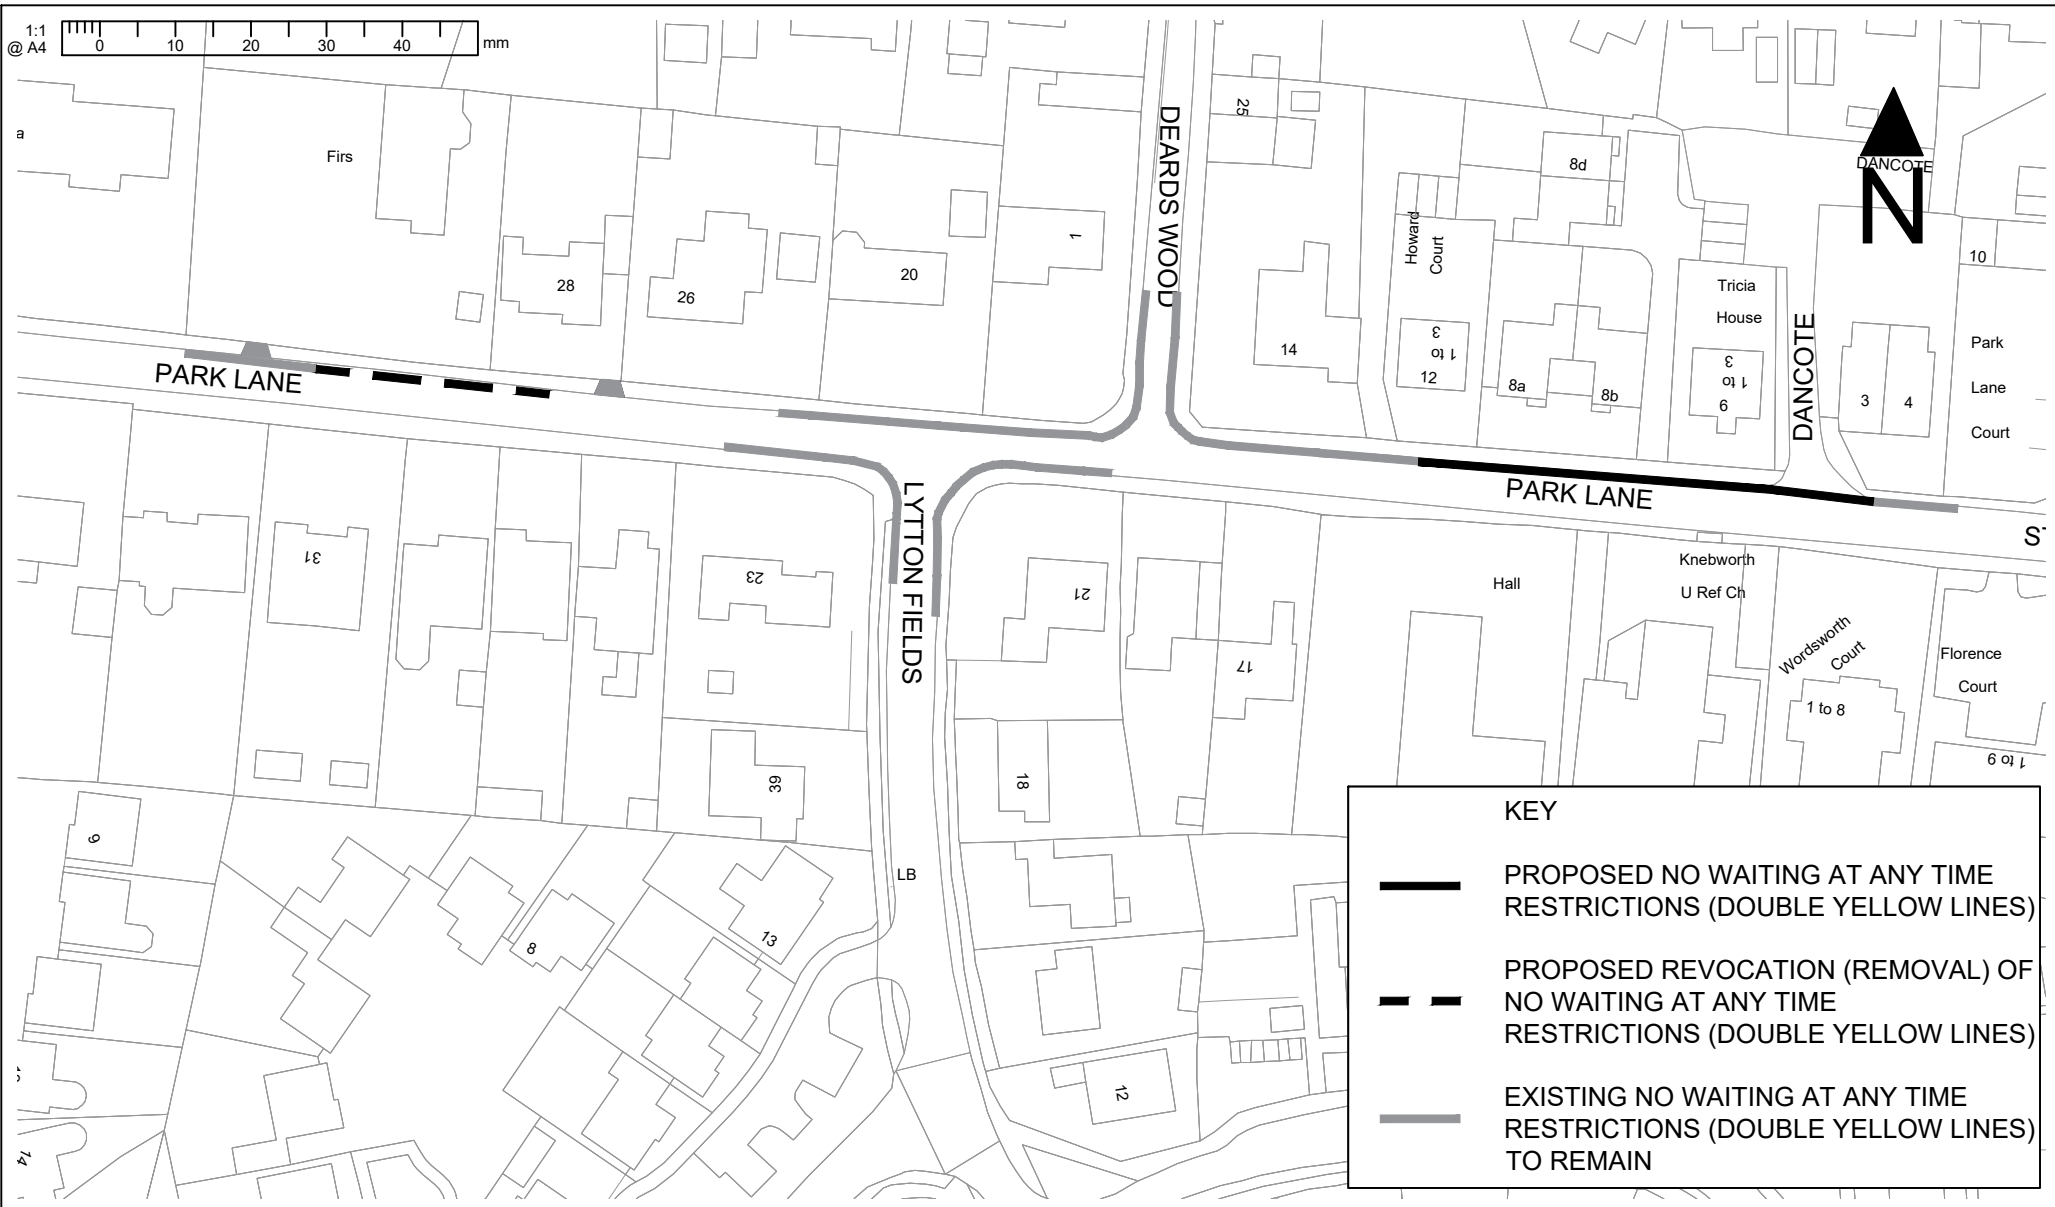 1:1
@ A4
0 10 20 30 40 mm
a
Firs
28
26
20
1
DEARDS WOOD
25
14
Howard
Court
1 to 3
12
8d
8a
8b
Tricia
House
1 to 3
6
DANCOTE
DANCOTE
N
10
3
4
Park
Lane
Court
PARK LANE
PARK LANE
ST
31
23
LYTTON FIELDS
21
17
Hall
Knebworth
U Ref Ch
Wordsworth
Court
1 to 8
Florence
Court
1 to 9
39
18
9
8
13
LB
12
14
KEY
PROPOSED NO WAITING AT ANY TIME
RESTRICTIONS (DOUBLE YELLOW LINES)
PROPOSED REVOCATION (REMOVAL) OF
NO WAITING AT ANY TIME
RESTRICTIONS (DOUBLE YELLOW LINES)
EXISTING NO WAITING AT ANY TIME
RESTRICTIONS (DOUBLE YELLOW LINES)
TO REMAIN